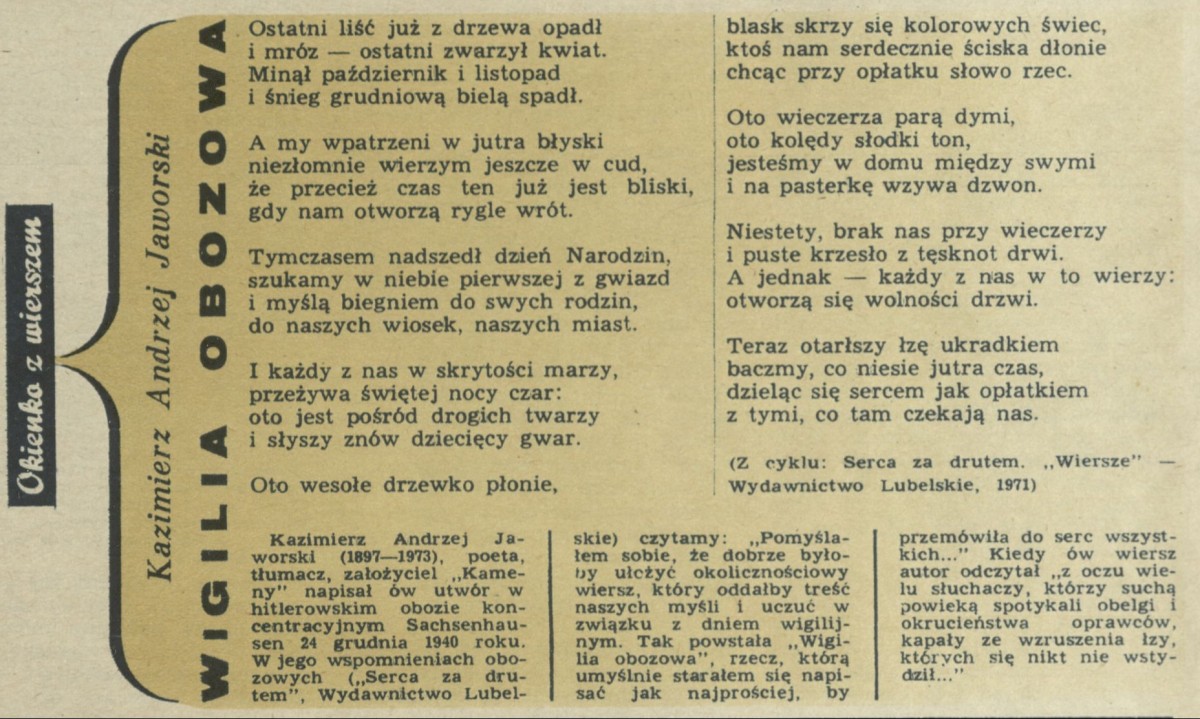 Okienko z wierszem
Kazimierz Andrzej Jaworski
WIGILIA OBOZOWA
Ostatni liść już z drzewa opadł
i mróz — ostatni zwarzył kwiat.
Minął październik i listopad
i śnieg grudniową bielą spadł.
A my wpatrzeni w jutra błyski
niezłomnie wierzym jeszcze w cud,
że przecież czas ten już jest bliski,
gdy nam otworzą rygle wrót.
Tymczasem nadszedł dzień Narodzin,
szukamy w niebie pierwszej z gwiazd
i myślą biegniem do swych rodzin,
do naszych wiosek, naszych miast.
I każdy z nas w skrytości marzy,
przeżywa świętej nocy czar:
oto jest pośród drogich twarzy
i słyszy znów dziecięcy gwar.
Oto wesołe drzewko płonie,
blask skrzy się kolorowych świec,
ktoś nam serdecznię ściska dłonie
chcąc przy opłatku słowo rzec.
Oto wieczerza parą dymi,
oto kolędy słodki ton,
jesteśmy w domu między swymi
i na pasterkę wzywa dzwon.
Niestety, brak nas przy wieczerzy
i puste krzesło z tęsknot drwi.
A jednak — każdy z nas w to wierzy:
otworzą się wolności drzwi.
Teraz otarłszy łzę ukradkiem
baczmy, co niesie jutra czas,
dzieląc się sercem jak opłatkiem
z tymi, co tam czekają nas.
(Z cyklu: Serca za drutem. „Wiersze” —
Wydawnictwo Lubelskie, 1971)
Kazimierz Andrzej Ja-
worski (1897—1973), poeta,
tłumacz, założyciel „Kame-
ny” napisał ów utwór w
hitlerowskim obozie kon-
centracyjnym Sachsenhau-
sen 24 grudnia 1940 roku.
W jego wspomnieniach obo-
zowych („Serca za dru-
tem”, Wydawnictwo Lubel-
skie) czytamy: „Pomyśla-
łem sobie, że dobrze było-
by ułożyć okolicznościowy
wiersz, który oddałby treść
naszych myśli i uczuć w
związku z dniem wigilij-
nym. Tak powstała „Wigi-
lia obozowa”, rzecz, którą
umyślnie starałem się napi-
sać jak najprościej, by
przemówiła do serc wszyst-
kich...” Kiedy ów wiersz
autor odczytał „z oczu wie-
lu słuchaczy, którzy suchą
powieką spotykali obelgi i
okrucieństwa oprawców,
kapały ze wzruszenia łzy,
których się nikt nie wsty-
dził...”